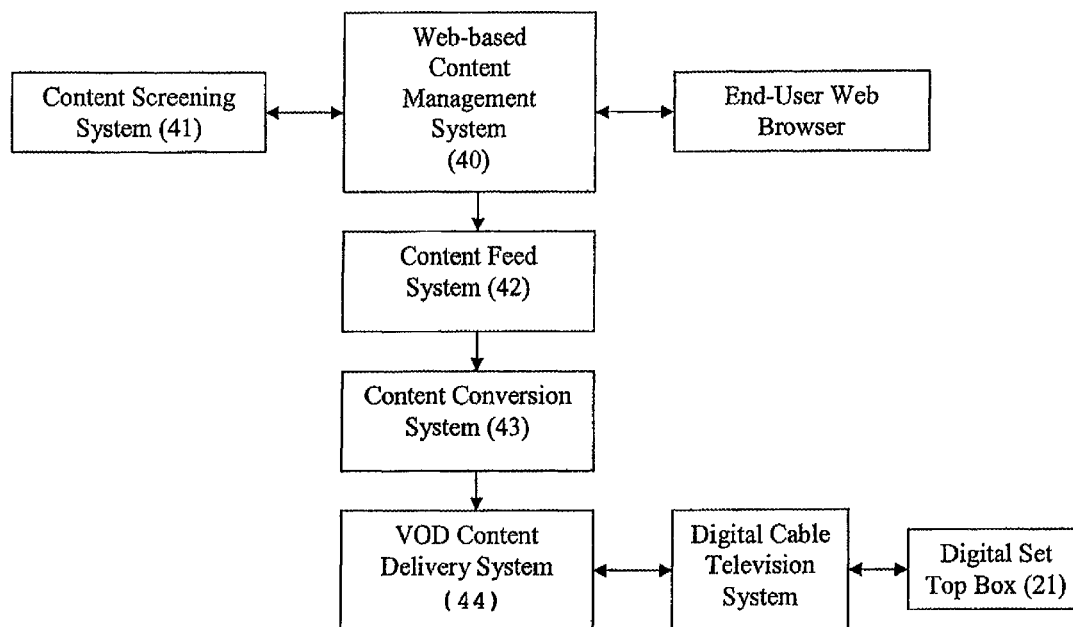 Web-based
Content
Management
System
(40)
Content Screening
System (41)
End-User Web
Browser
Content Feed
System (42)
Content Conversion
System (43)
VOD Content
Delivery System
(44)
Digital Cable
Television
System
Digital Set
Top Box (21)